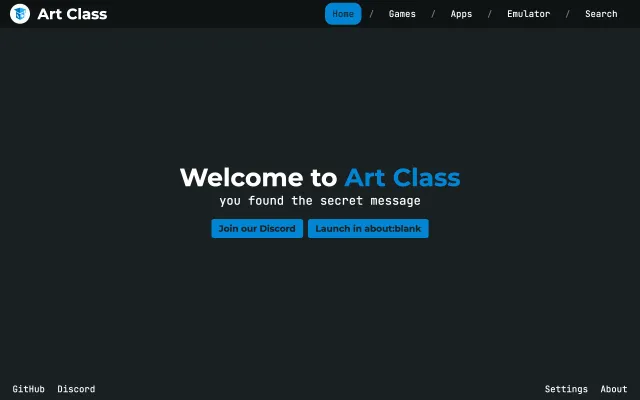 Art Class
Home / Games / Apps / Emulator / Search
Welcome to Art Class
you found the secret message
Join our Discord Launch in about:blank
GitHub Discord Settings About